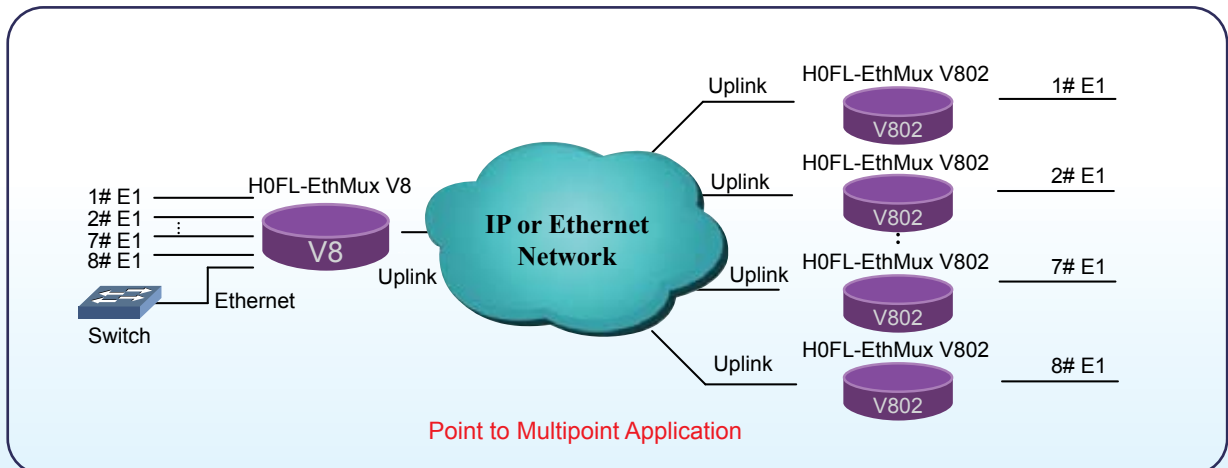 H0FL-EthMux V8
1# E1
2# E1
7# E1
8# E1
V8
Ethernet
Switch
Uplink
IP or Ethernet
Network
Uplink
H0FL-EthMux V802
V802
1# E1
Uplink
H0FL-EthMux V802
V802
2# E1
Uplink
H0FL-EthMux V802
V802
7# E1
Uplink
H0FL-EthMux V802
V802
8# E1
Point to Multipoint Application